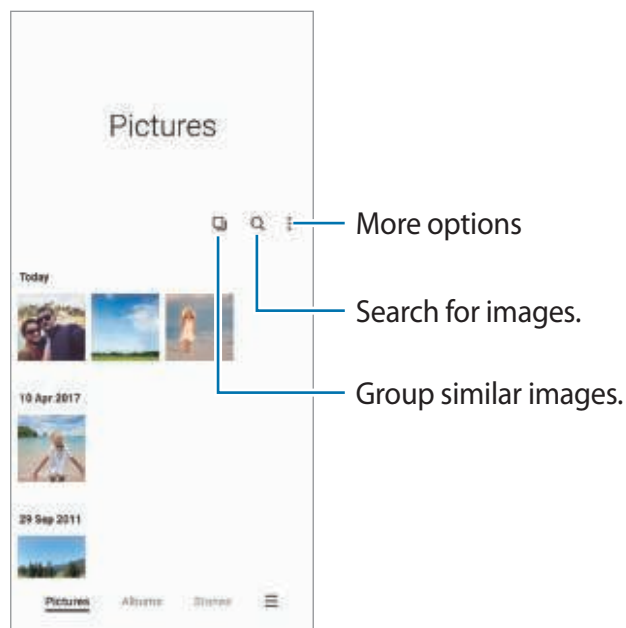 Pictures
More options
Today
Search for images.
Group similar images.
10 Apr 2017
29 Sep 2011
Pictures Albums Stories